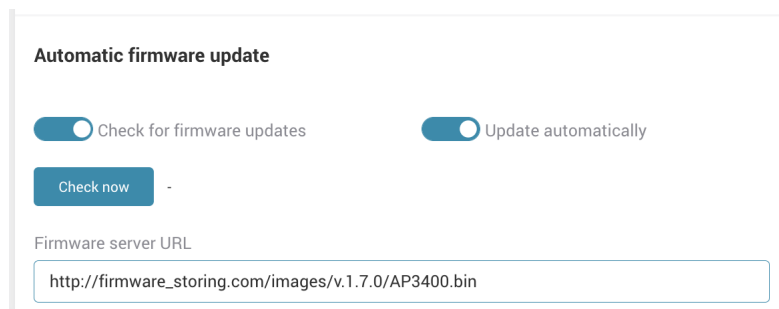 Automatic firmware update
Check for firmware updates Update automatically
Check now -
Firmware server URL
http://firmware_storing.com/images/v.1.7.0/AP3400.bin